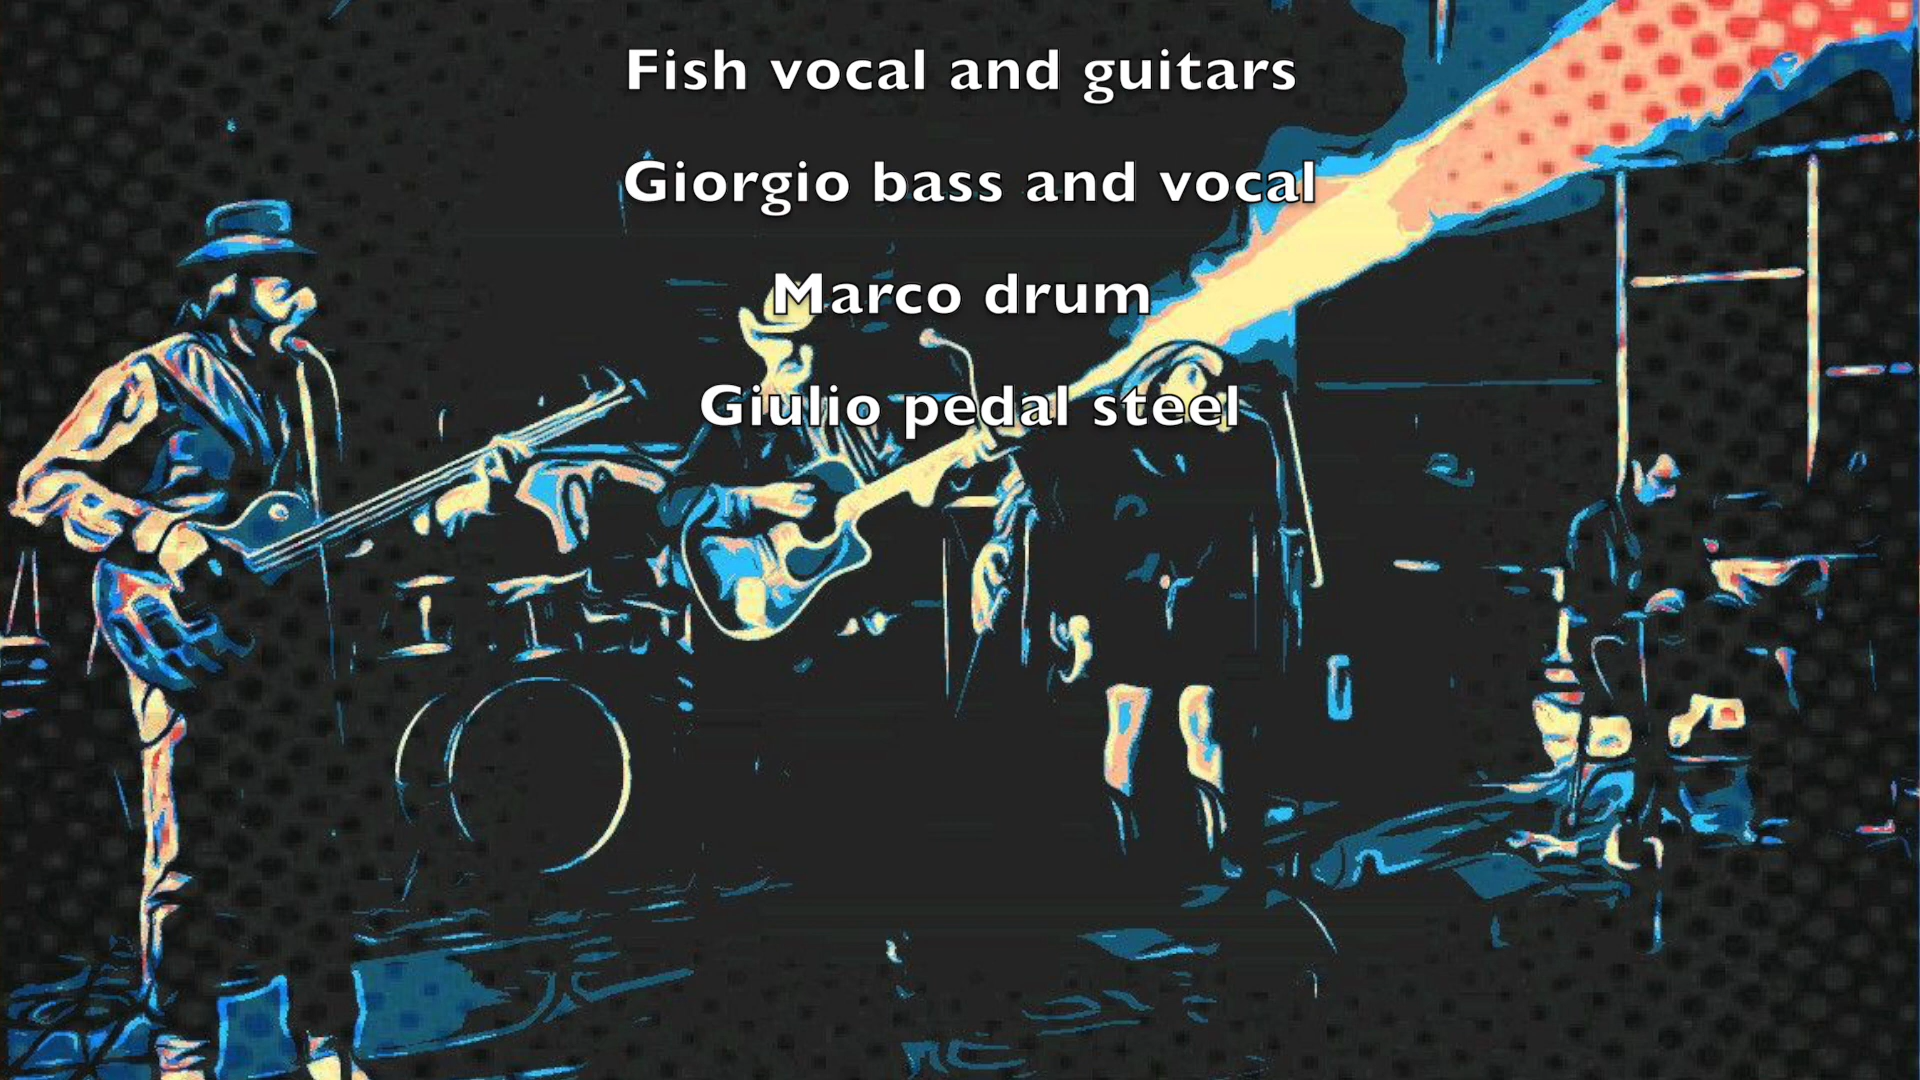 Fish vocal and guitars
Giorgio bass and vocal
Marco drum
Giulio pedal steel